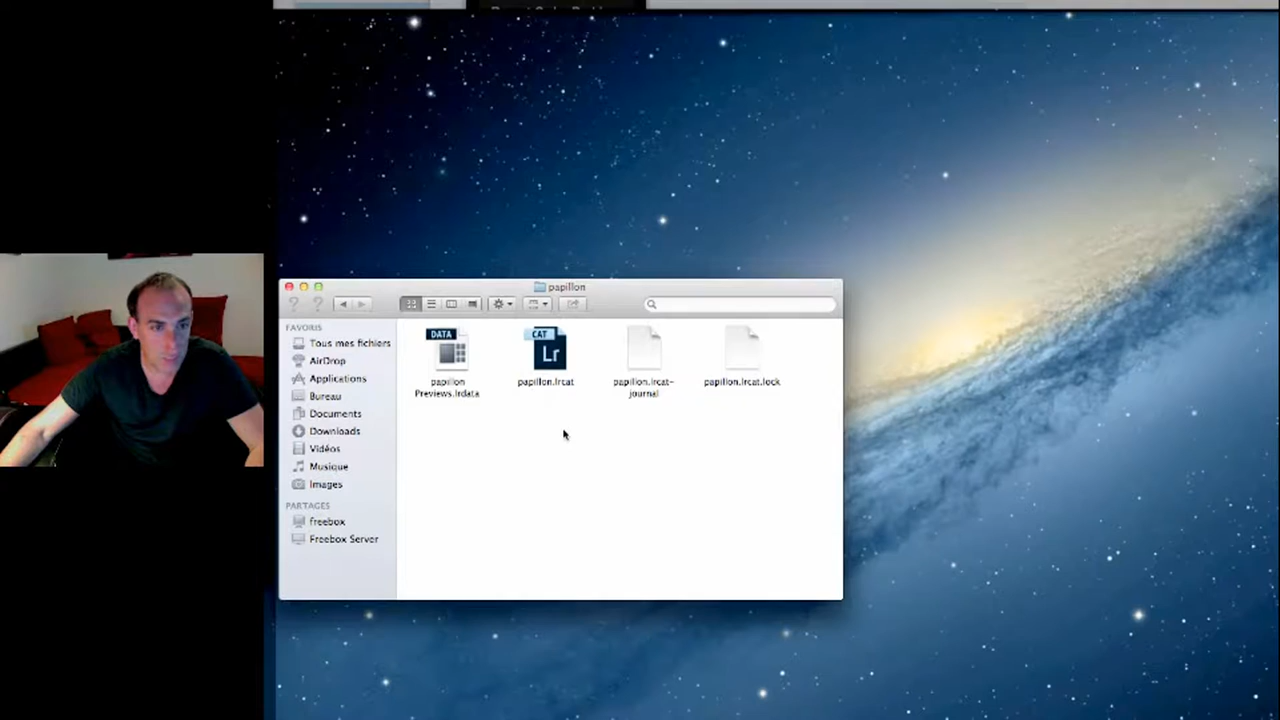 papillon
FAVORIS
Tous mes fichiers
AirDrop
Applications
Bureau
Documents
Downloads
Vidéos
Musique
Images
PARTAGÉS
freebox
Freebox Server
DATA
papillon
Previews.lrdata
CAT
Lr
papillon.lrcat
papillon.lrcat-
journal
papillon.lrcat.lock